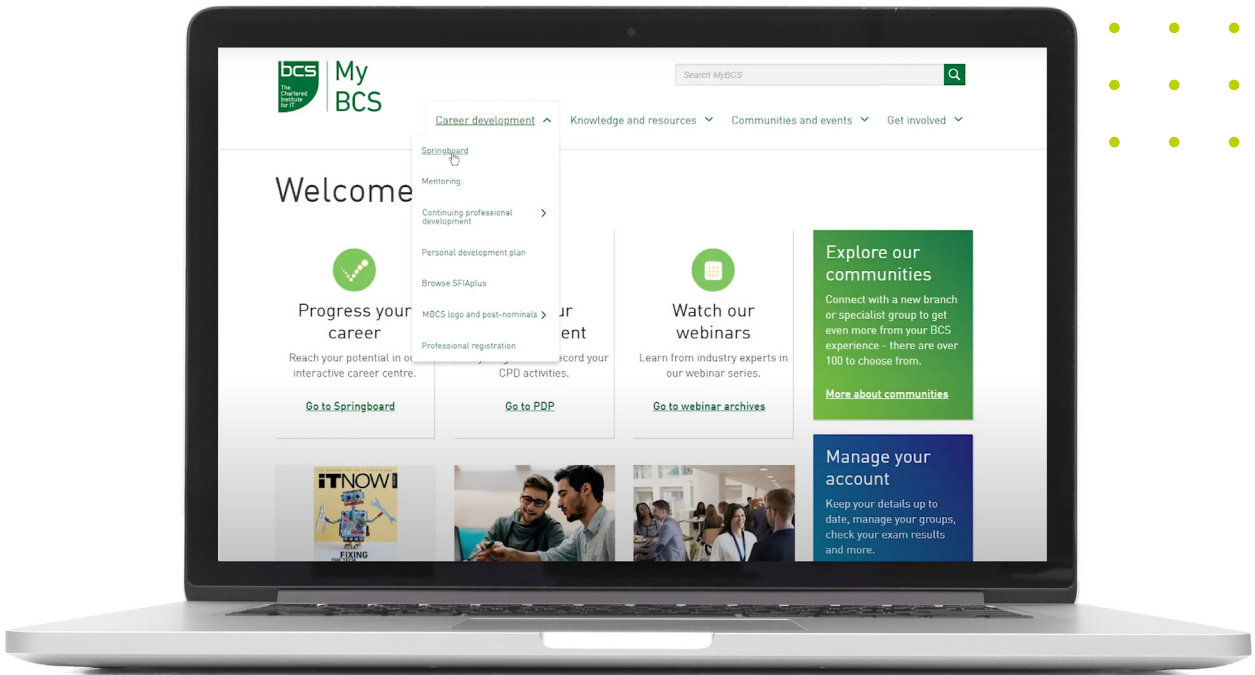 bcs
The
Chartered
Institute
for IT
My
BCS
Search MyBCS
Career development
Knowledge and resources
Communities and events
Get involved
Springboard
Mentoring
Continuing professional
development
Personal development plan
Browse SFIAplus
MBCS logo and post-nominals
Professional registration
Welcome
Progress your
career
Reach your potential in
interactive career centre.
Go to Springboard
ent
ecord your
CPD activities.
Go to PDP
Watch our
webinars
Learn from industry experts in
our webinar series.
Go to webinar archives
Explore our
communities
Connect with a new branch
or specialist group to get
even more from your BCS
experience - there are over
100 to choose from.
More about communities
iTNOW
FIXING
THE TECH
Manage your
account
Keep your details up to
date, manage your groups,
check your exam results
and more.